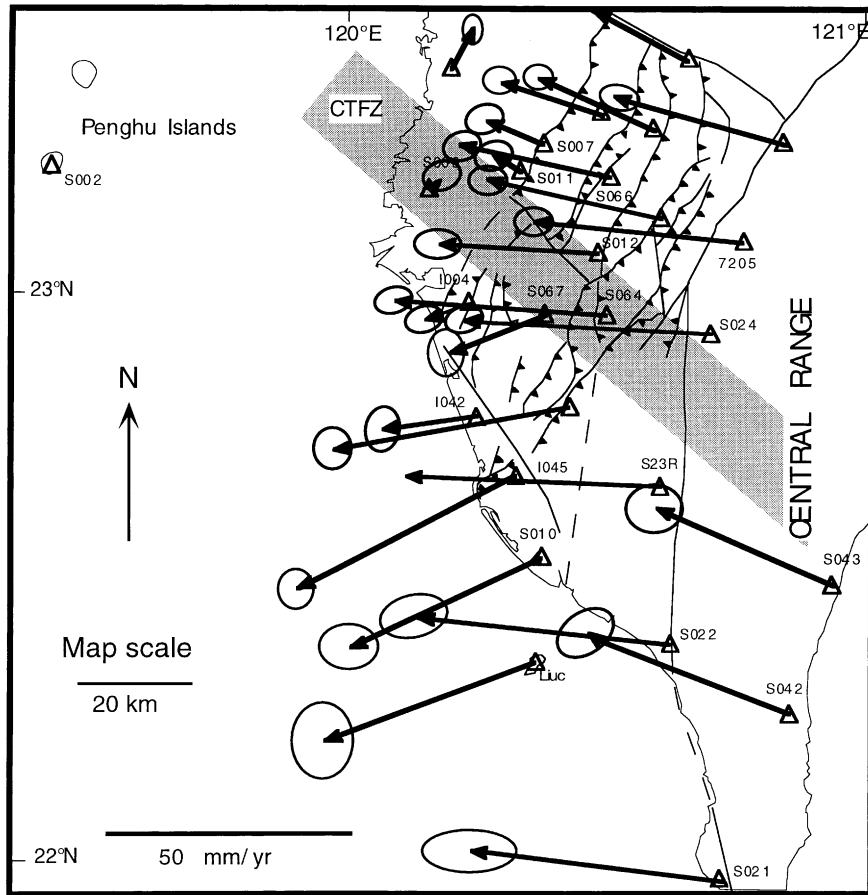 120°E
121°E
CTFZ
Penghu Islands
S002
S007
S011
S066
S012
7205
23°N
I004
S067
S064
S024
N
CENTRAL RANGE
I042
I045
S23R
S010
S043
Map scale
20 km
S022
Liuc
S042
50 mm/yr
22°N
S021